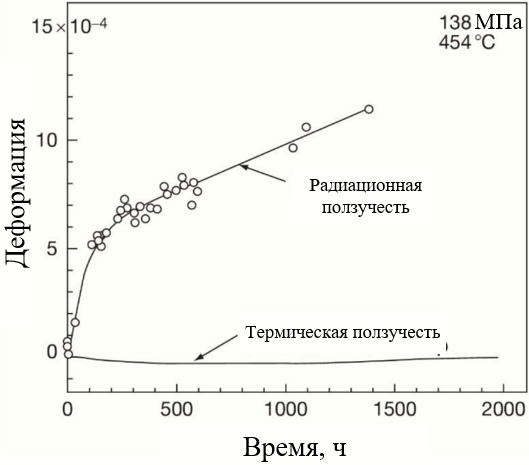 15×10⁻⁴
138 МПа
454 °C
10
Деформация
Радиационная
ползучесть
5
Термическая ползучесть
0
0
500
1000
1500
2000
Время, ч